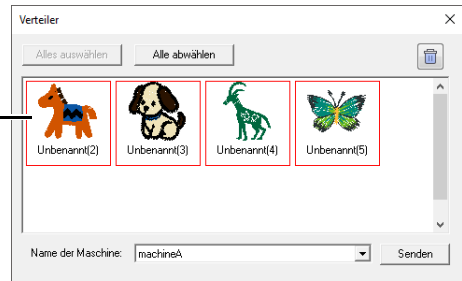 Verteiler
Alles auswählen Alle abwählen
Unbenannt(2) Unbenannt(3) Unbenannt(4) Unbenannt(5)
Name der Maschine: machineA Senden